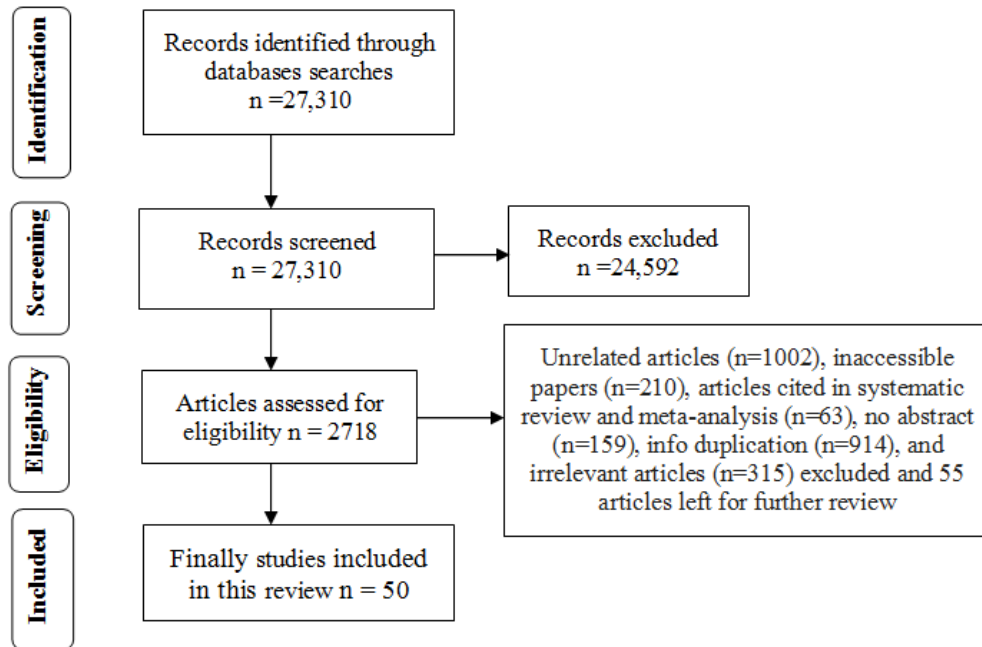 Identification
Records identified through
databases searches
n =27,310
Screening
Records screened
n = 27,310
Records excluded
n =24,592
Eligibility
Articles assessed for
eligibility n = 2718
Unrelated articles (n=1002), inaccessible
papers (n=210), articles cited in systematic
review and meta-analysis (n=63), no abstract
(n=159), info duplication (n=914), and
irrelevant articles (n=315) excluded and 55
articles left for further review
Included
Finally studies included
in this review n = 50